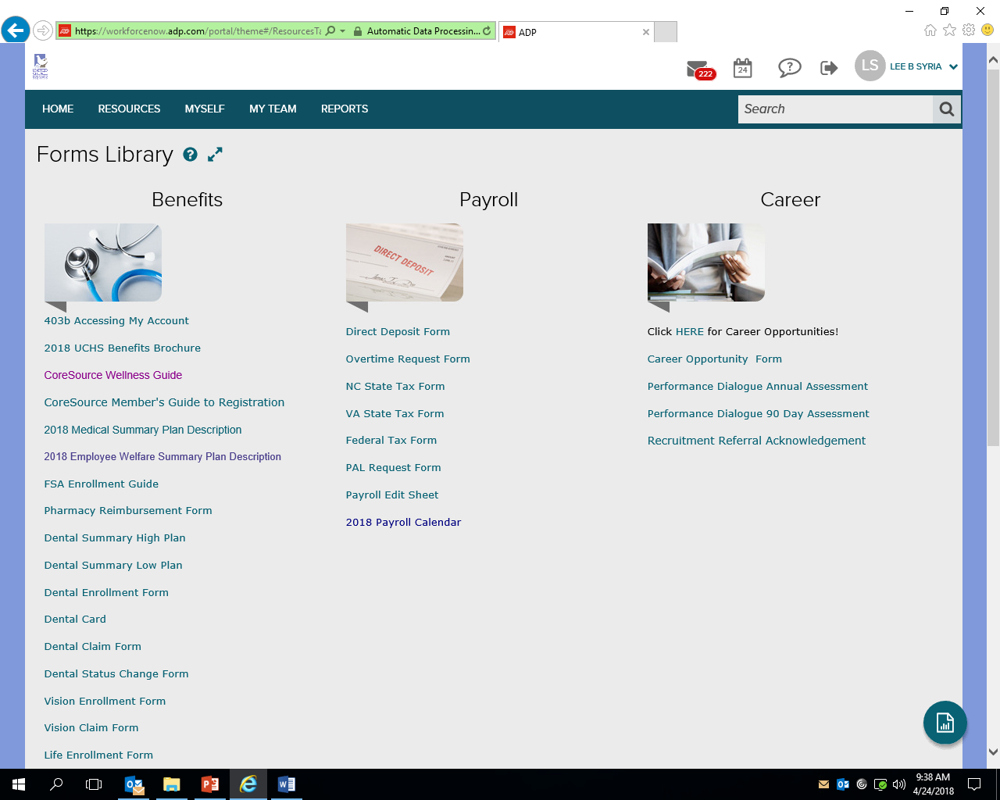 https://workforcenow.adp.com/portal/theme#/ResourcesTa
Automatic Data Processin...
ADP
222
24
LS
LEE B SYRIA
HOME
RESOURCES
MYSELF
MY TEAM
REPORTS
Search
Forms Library
Benefits
403b Accessing My Account
2018 UCHS Benefits Brochure
CoreSource Wellness Guide
CoreSource Member's Guide to Registration
2018 Medical Summary Plan Description
2018 Employee Welfare Summary Plan Description
FSA Enrollment Guide
Pharmacy Reimbursement Form
Dental Summary High Plan
Dental Summary Low Plan
Dental Enrollment Form
Dental Card
Dental Claim Form
Dental Status Change Form
Vision Enrollment Form
Vision Claim Form
Life Enrollment Form
Payroll
DIRECT DEPOSIT
Direct Deposit Form
Overtime Request Form
NC State Tax Form
VA State Tax Form
Federal Tax Form
PAL Request Form
Payroll Edit Sheet
2018 Payroll Calendar
Career
Click HERE for Career Opportunities!
Career Opportunity  Form
Performance Dialogue Annual Assessment
Performance Dialogue 90 Day Assessment
Recruitment Referral Acknowledgement
9:38 AM
4/24/2018